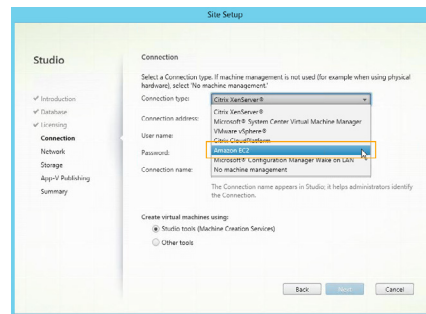 Site Setup
Studio
Introduction
Database
Licensing
Connection
Network
Storage
App-V Publishing
Summary
Connection
Select a Connection type. If machine management is not used (for example when using physical
hardware), select 'No machine management.'
Connection type:
Citrix XenServer®
Citrix XenServer®
Microsoft® System Center Virtual Machine Manager
VMware vSphere®
Citrix CloudPlatform
Amazon EC2
Microsoft® Configuration Manager Wake on LAN
No machine management
Connection address:
User name:
Password:
Connection name:
The Connection name appears in Studio; it helps administrators identify
the Connection.
Create virtual machines using:
Studio tools (Machine Creation Services)
Other tools
Back
Next
Cancel